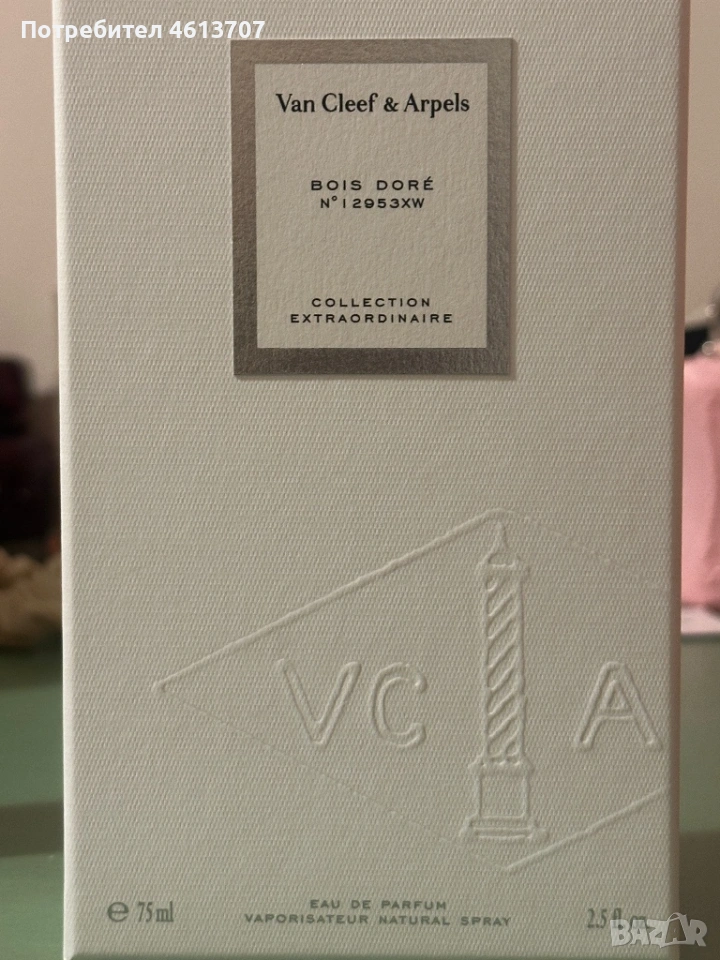 Потребител 4613707
Van Cleef & Arpels
BOIS DORÉ
N° 12953XW
COLLECTION
EXTRAORDINAIRE
VC A
e 75ml
EAU DE PARFUM
VAPORISATEUR NATURAL SPRAY
2.5 fl. oz.
BAZAR